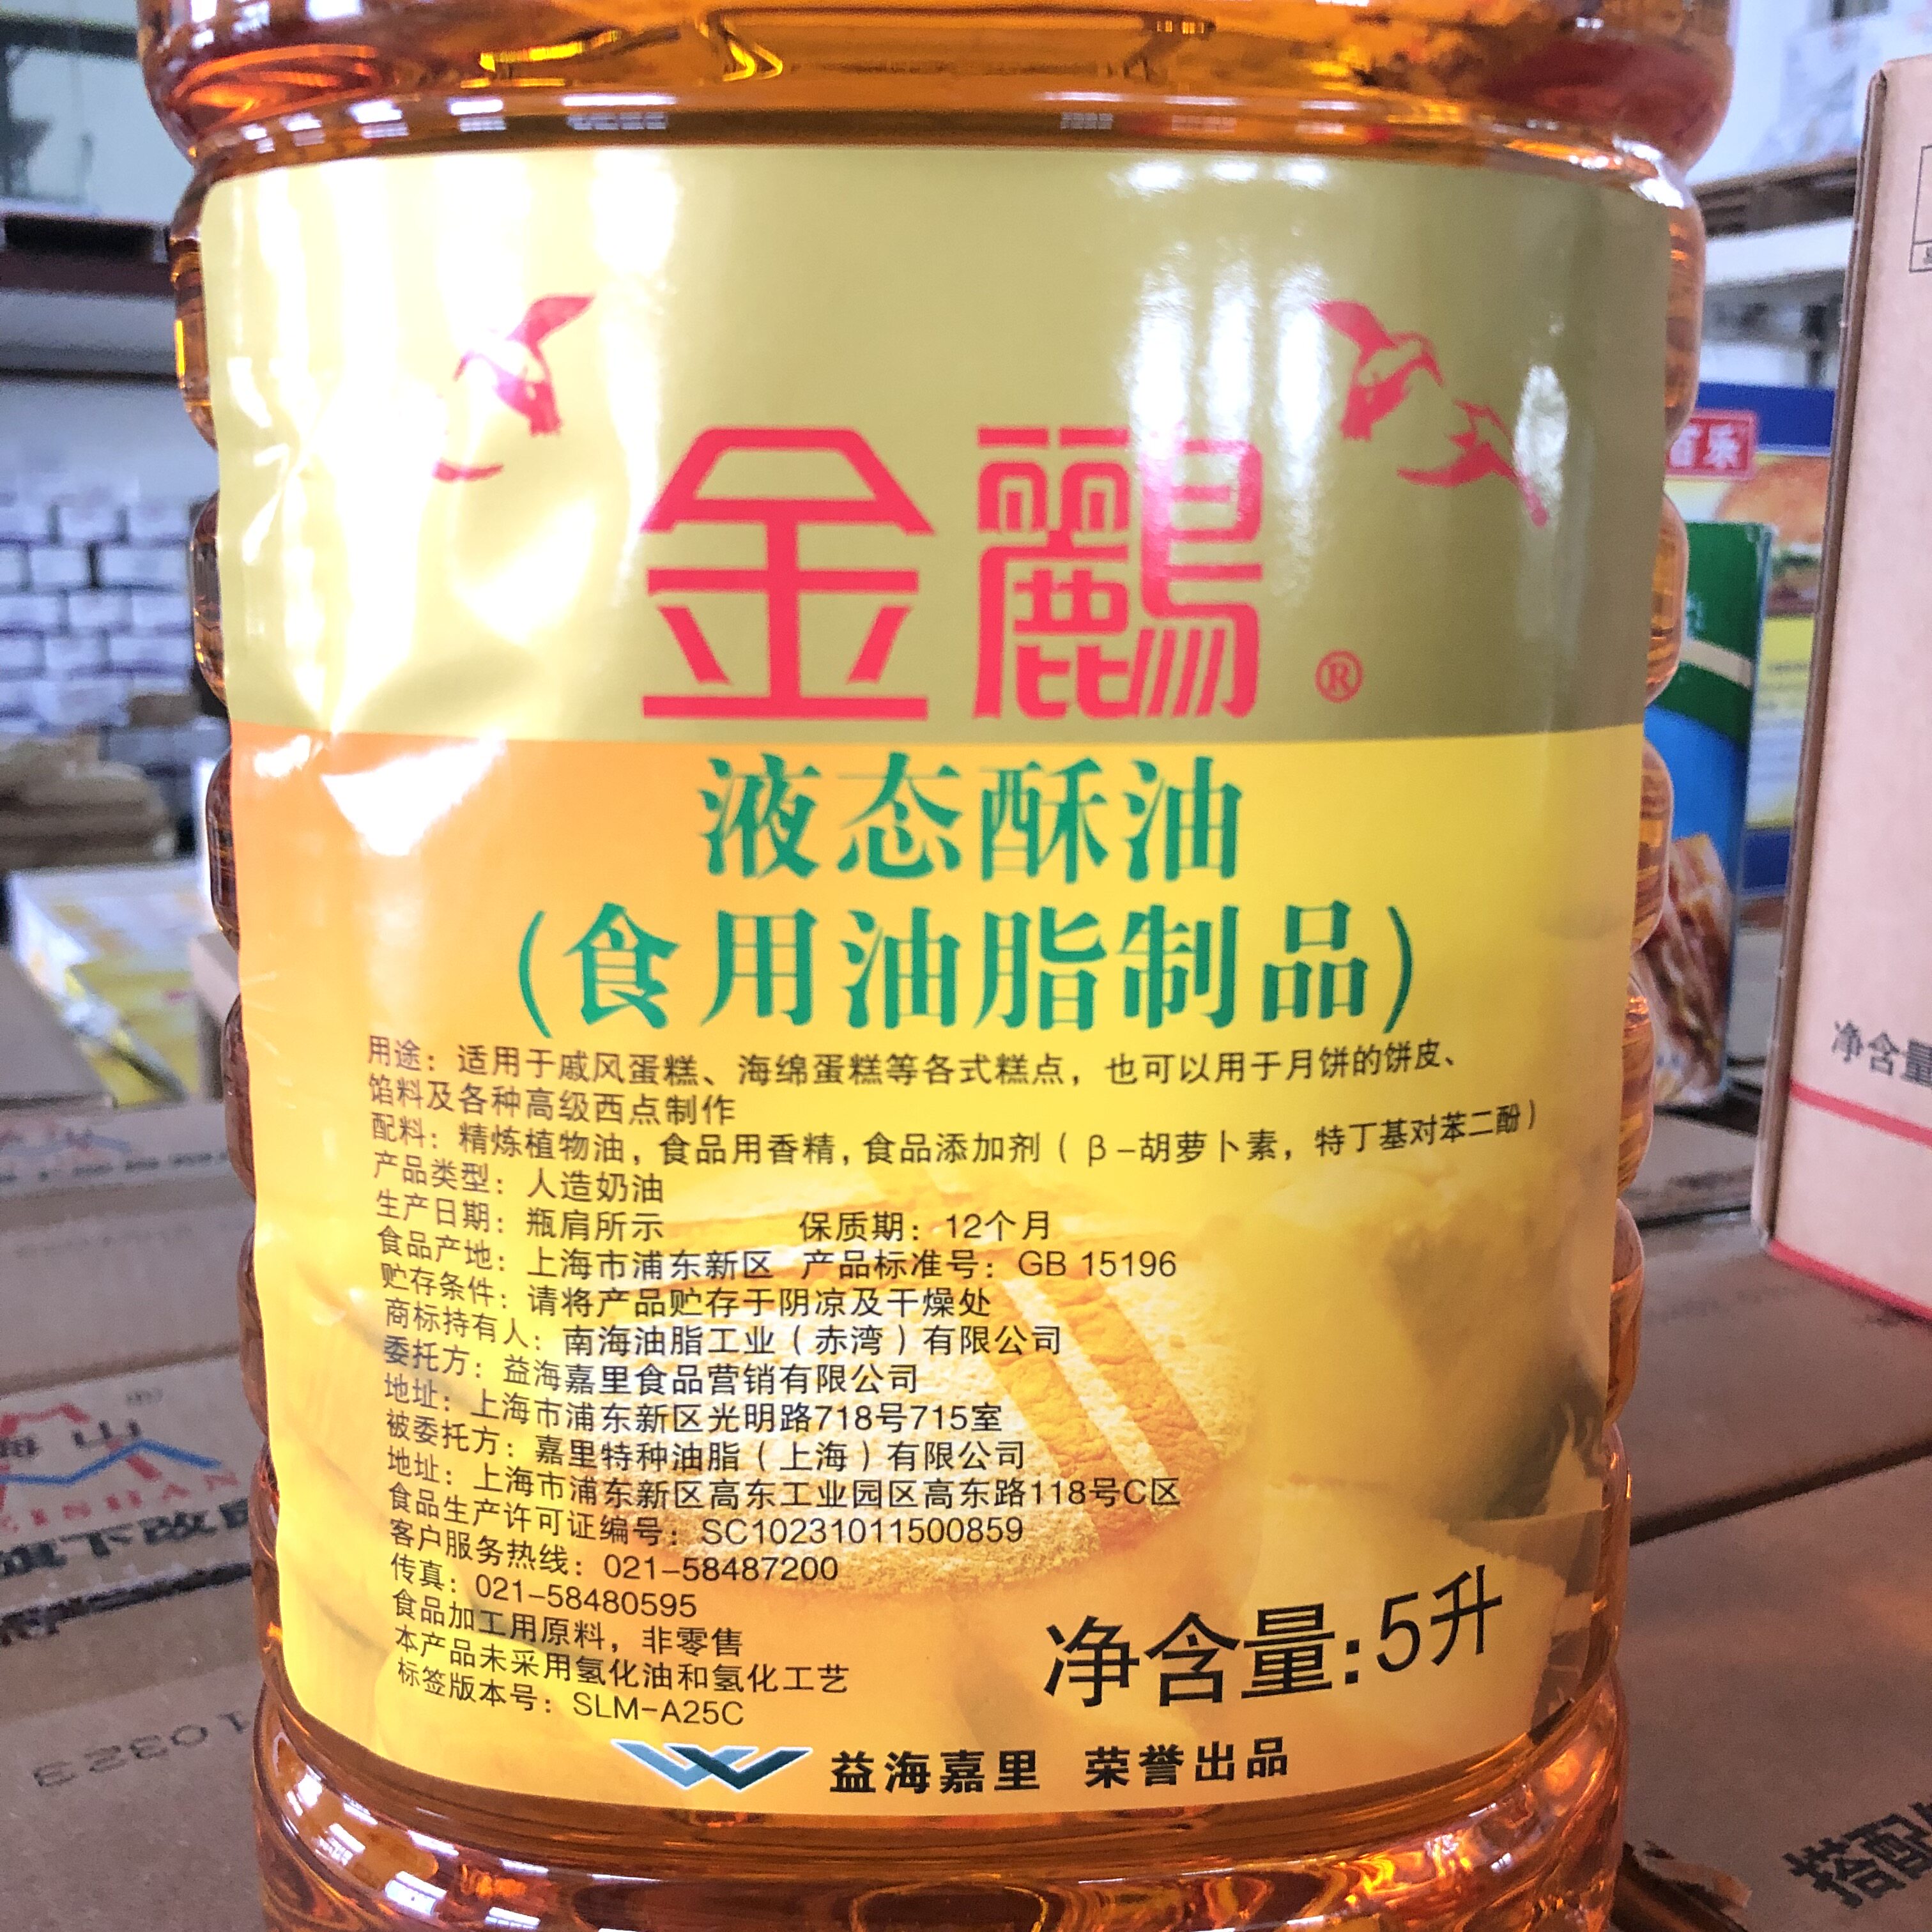 金鸝®
液态酥油
(食用油脂制品)
用途：适用于戚风蛋糕、海绵蛋糕等各式糕点，也可以用于月饼的饼皮、
馅料及各种高级西点制作
配料：精炼植物油，食品用香精，食品添加剂（β-胡萝卜素，特丁基对苯二酚）
产品类型：人造奶油
生产日期：瓶肩所示 保质期：12个月
食品产地：上海市浦东新区 产品标准号：GB 15196
贮存条件：请将产品贮存于阴凉及干燥处
商标持有人：南海油脂工业（赤湾）有限公司
委托方：益海嘉里食品营销有限公司
地址：上海市浦东新区光明路718号715室
被委托方：嘉里特种油脂（上海）有限公司
地址：上海市浦东新区高东工业园区高东路118号C区
食品生产许可证编号：SC10231011500859
客户服务热线：021-58487200
传真：021-58480595
食品加工用原料，非零售
本产品未采用氢化油和氢化工艺
标签版本号：SLM-A25C
净含量:5升
益海嘉里 荣誉出品
净含量
搭配